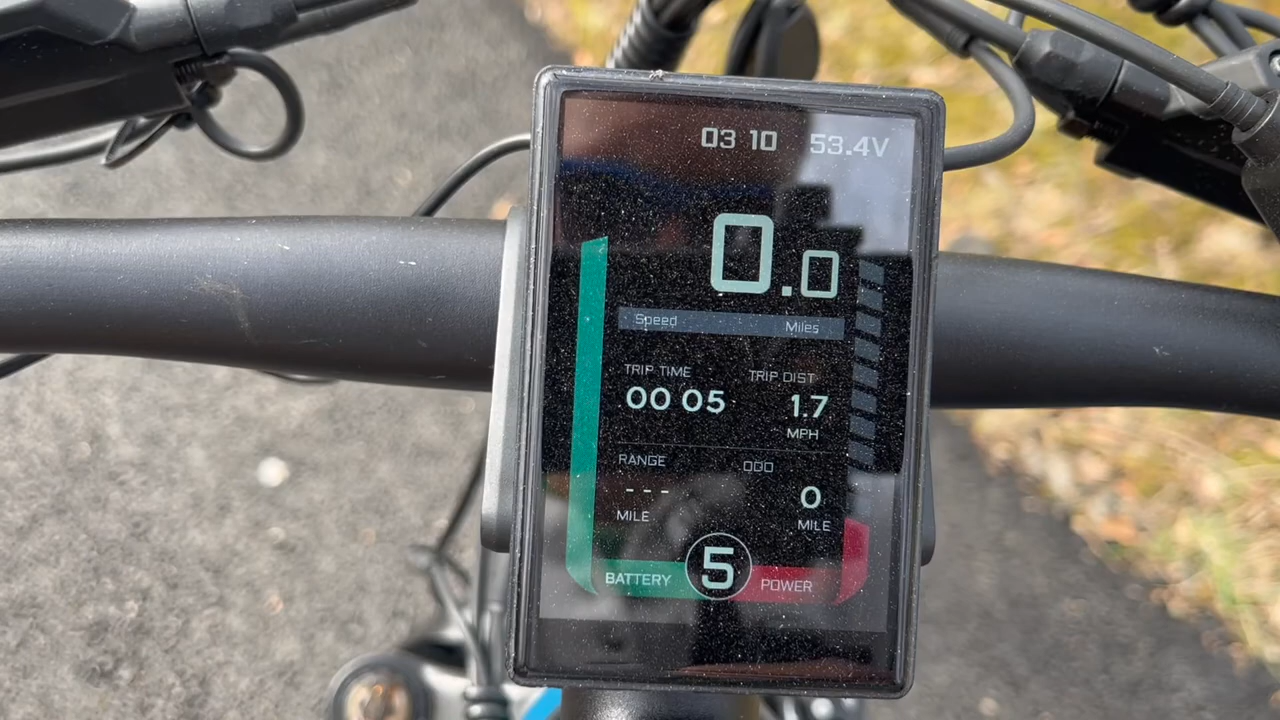 03 10 53.4V
0.0
Speed Miles
TRIP TIME TRIP DIST
00 05 1.7
MPH
RANGE ODO
--- 0
MILE MILE
BATTERY 5 POWER